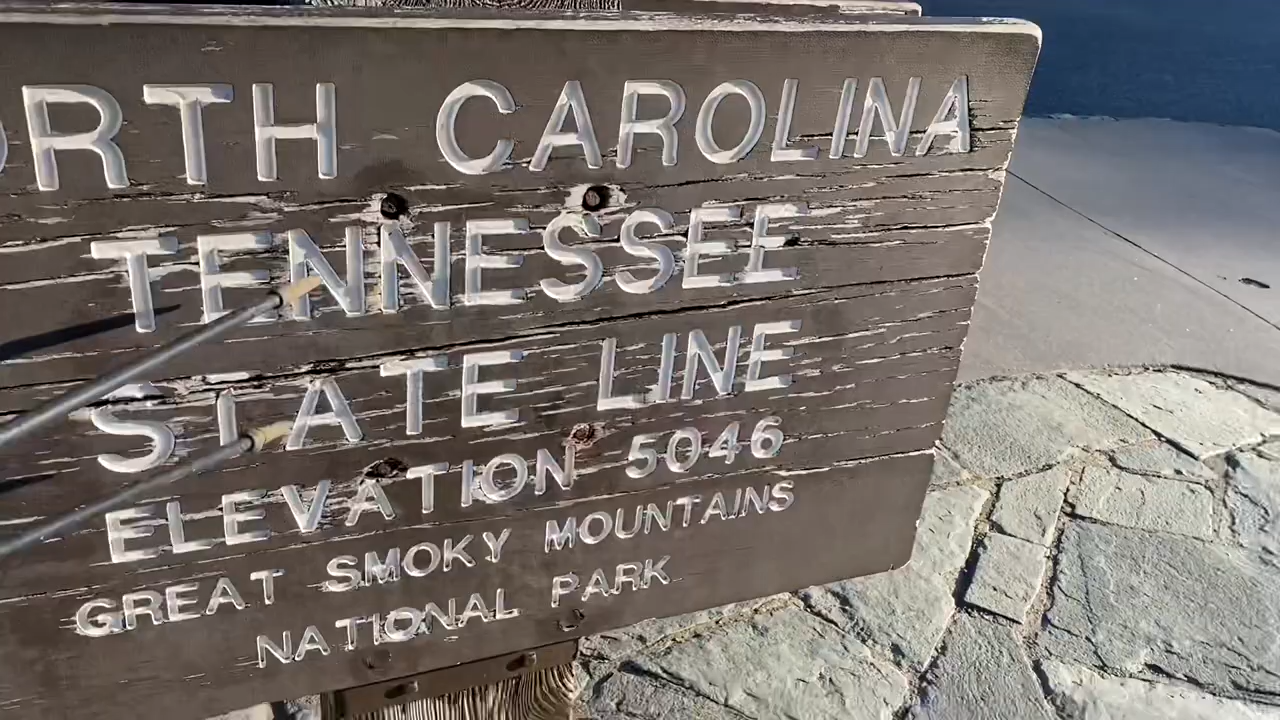 ORTH CAROLINA
TENNESSEE
STATE LINE
ELEVATION 5046
GREAT SMOKY MOUNTAINS
NATIONAL PARK